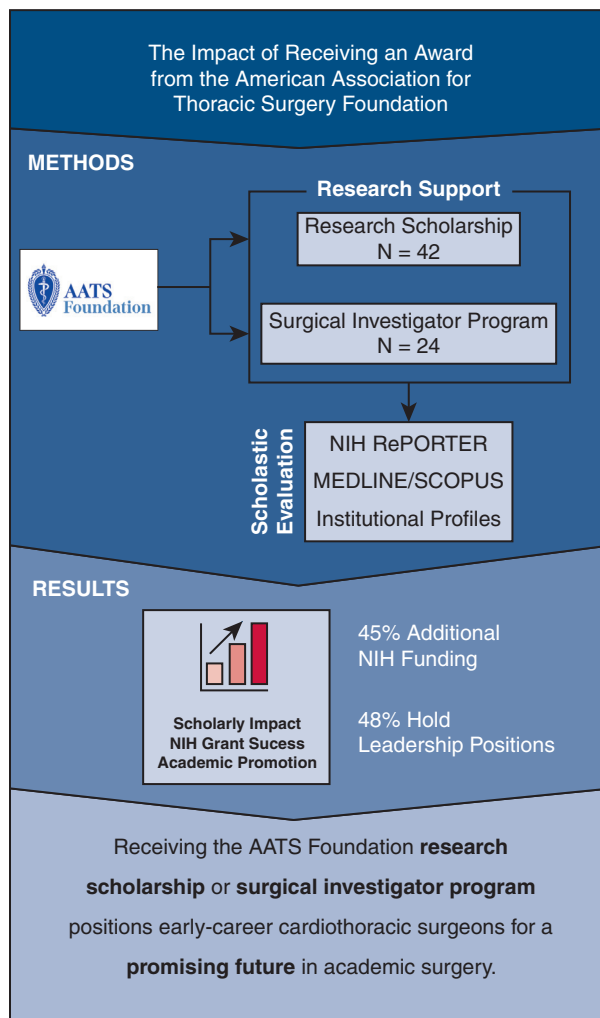 The Impact of Receiving an Award
from the American Association for
Thoracic Surgery Foundation
METHODS
Research Support
Research Scholarship
N = 42
AATS
Foundation
Surgical Investigator Program
N = 24
Scholastic
Evaluation
NIH RePORTER
MEDLINE/SCOPUS
Institutional Profiles
RESULTS
Scholarly Impact
NIH Grant Sucess
Academic Promotion
45% Additional
NIH Funding
48% Hold
Leadership Positions
Receiving the AATS Foundation research
scholarship or surgical investigator program
positions early-career cardiothoracic surgeons for a
promising future in academic surgery.